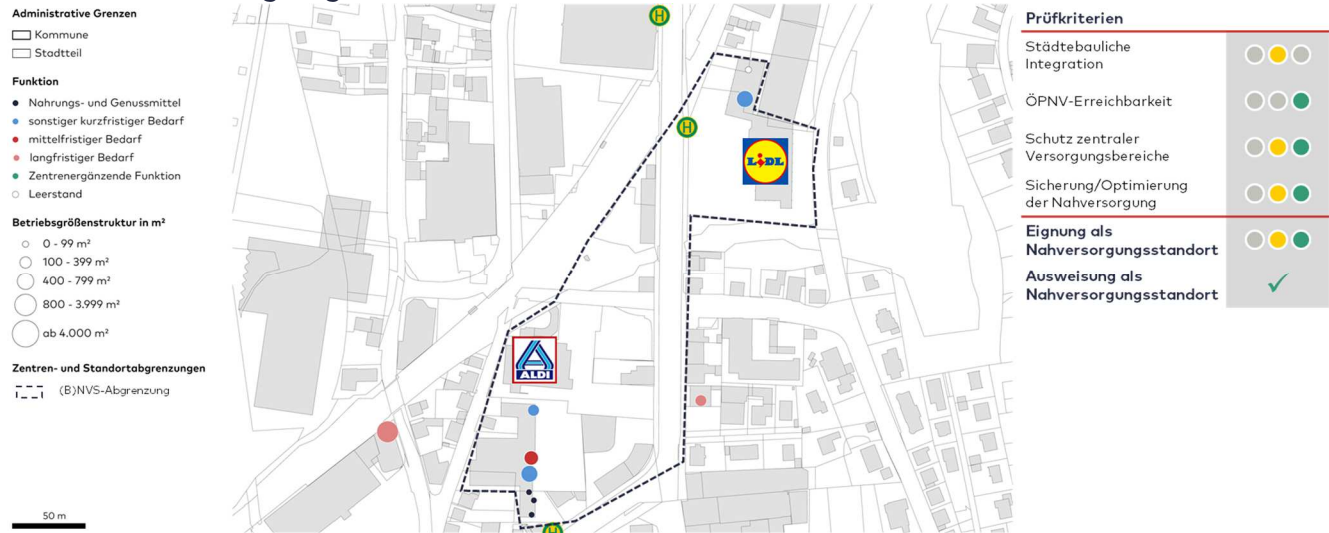 Administrative Grenzen
Kommune
Stadtteil
Funktion
Nahrungs- und Genussmittel
sonstiger kurzfristiger Bedarf
mittelfristiger Bedarf
langfristiger Bedarf
Zentrenergänzende Funktion
Leerstand
Betriebsgrößenstruktur in m²
0 - 99 m²
100 - 399 m²
400 - 799 m²
800 - 3.999 m²
ab 4.000 m²
Zentren- und Standortabgrenzungen
(B)NVS-Abgrenzung
50 m
H
H
LIDL
ALDI
H
Prüfkriterien
Städtebauliche
Integration
ÖPNV-Erreichbarkeit
Schutz zentraler
Versorgungsbereiche
Sicherung/Optimierung
der Nahversorgung
Eignung als
Nahversorgungsstandort
Ausweisung als
Nahversorgungsstandort